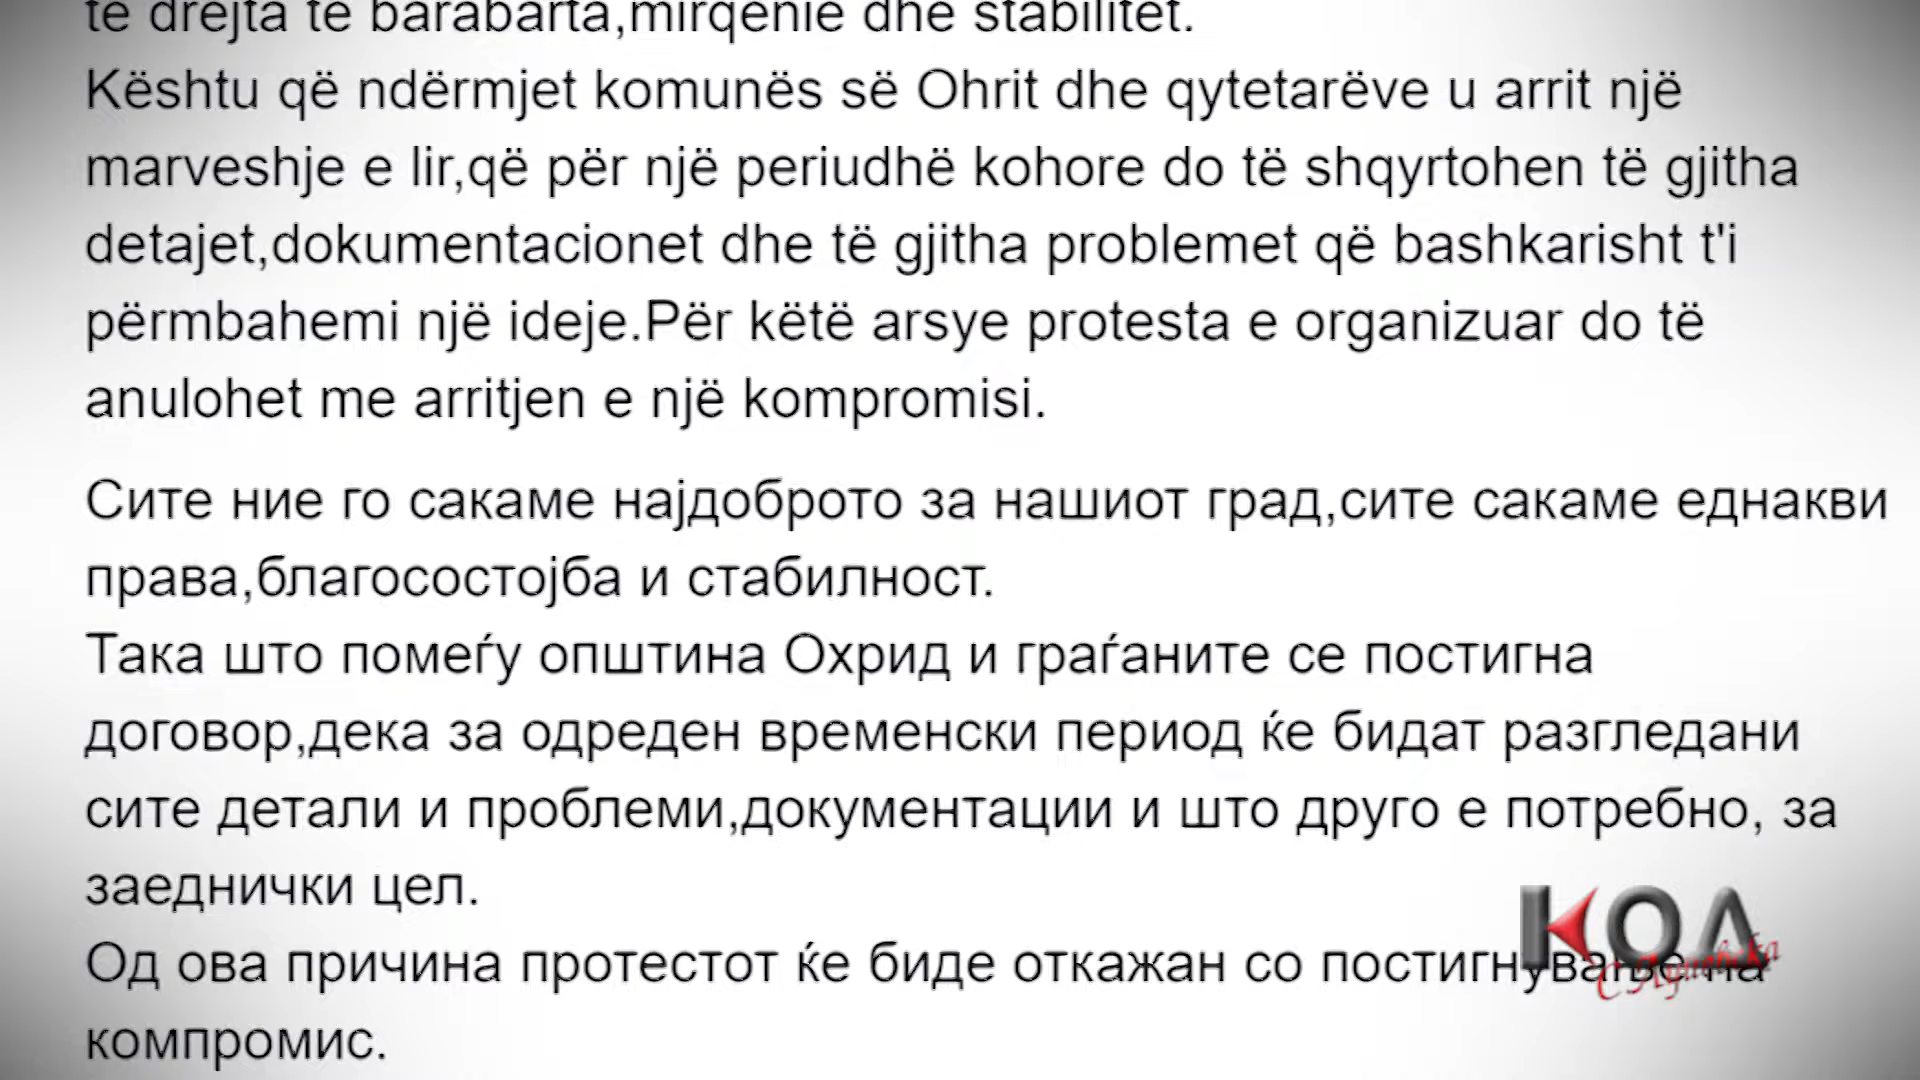 të drejta të barabarta,mirqenie dhe stabilitet.
Kështu që ndërmjet komunës së Ohrit dhe qytetarëve u arrit një
marveshje e lir,që për një periudhë kohore do të shqyrtohen të gjitha
detajet,dokumentacionet dhe të gjitha problemet që bashkarisht t'i
përmbahemi një ideje.Për këtë arsye protesta e organizuar do të
anulohet me arritjen e një kompromisi.
Сите ние го сакаме најдоброто за нашиот град,сите сакаме еднакви
права,благосостојба и стабилност.
Така што помеѓу општина Охрид и граѓаните се постигна
договор,дека за одреден временски период ќе бидат разгледани
сите детали и проблеми,документации и што друго е потребно, за
заеднички цел.
Од ова причина протестот ќе биде откажан со постигнување на
компромис.
КОД